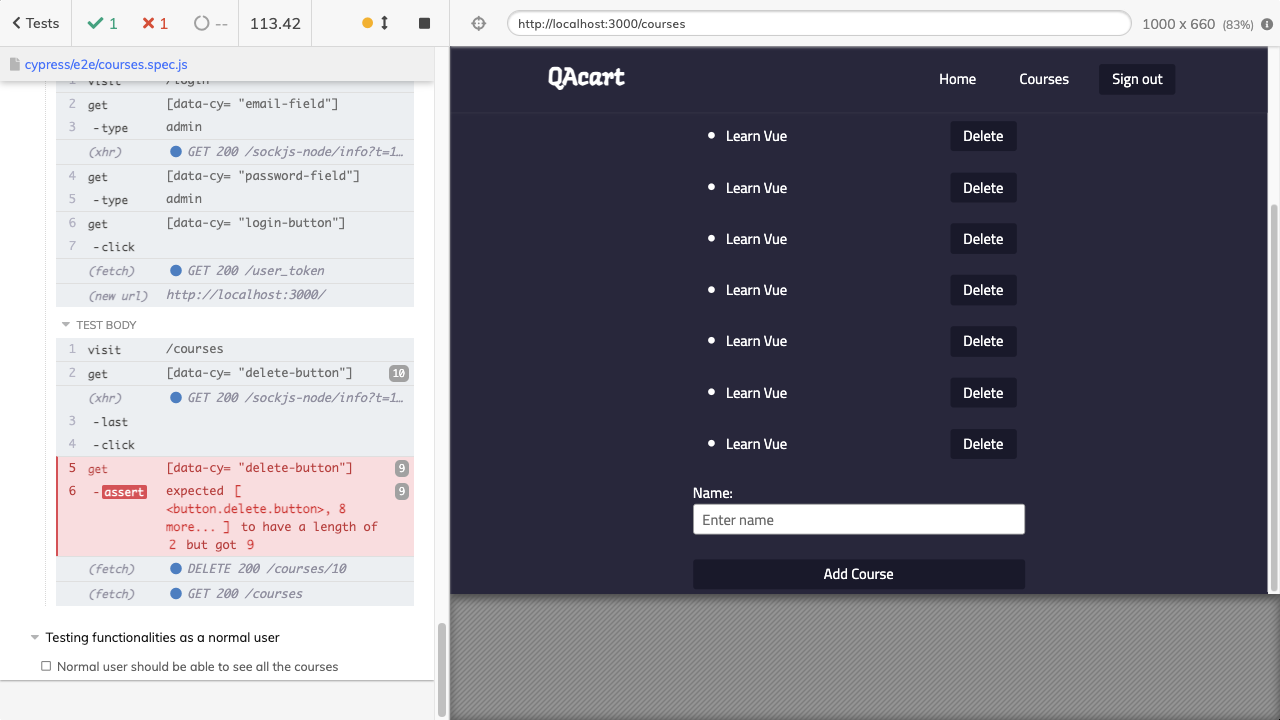 Tests
1
1
--
113.42
http://localhost:3000/courses
1000 x 660 (83%)
cypress/e2e/courses.spec.js
1 visit /login
2 get [data-cy= "email-field"]
3 -type admin
(xhr) GET 200 /sockjs-node/info?t=1…
4 get [data-cy= "password-field"]
5 -type admin
6 get [data-cy= "login-button"]
7 -click
(fetch) GET 200 /user_token
(new url) http://localhost:3000/
TEST BODY
1 visit /courses
2 get [data-cy= "delete-button"] 10
(xhr) GET 200 /sockjs-node/info?t=1…
3 -last
4 -click
5 get [data-cy= "delete-button"] 9
6 -assert expected [ 9
<button.delete.button>, 8
more... ] to have a length of
2 but got 9
(fetch) DELETE 200 /courses/10
(fetch) GET 200 /courses
Testing functionalities as a normal user
Normal user should be able to see all the courses
QAcart
Home
Courses
Sign out
Learn Vue Delete
Learn Vue Delete
Learn Vue Delete
Learn Vue Delete
Learn Vue Delete
Learn Vue Delete
Learn Vue Delete
Name:
Enter name
Add Course